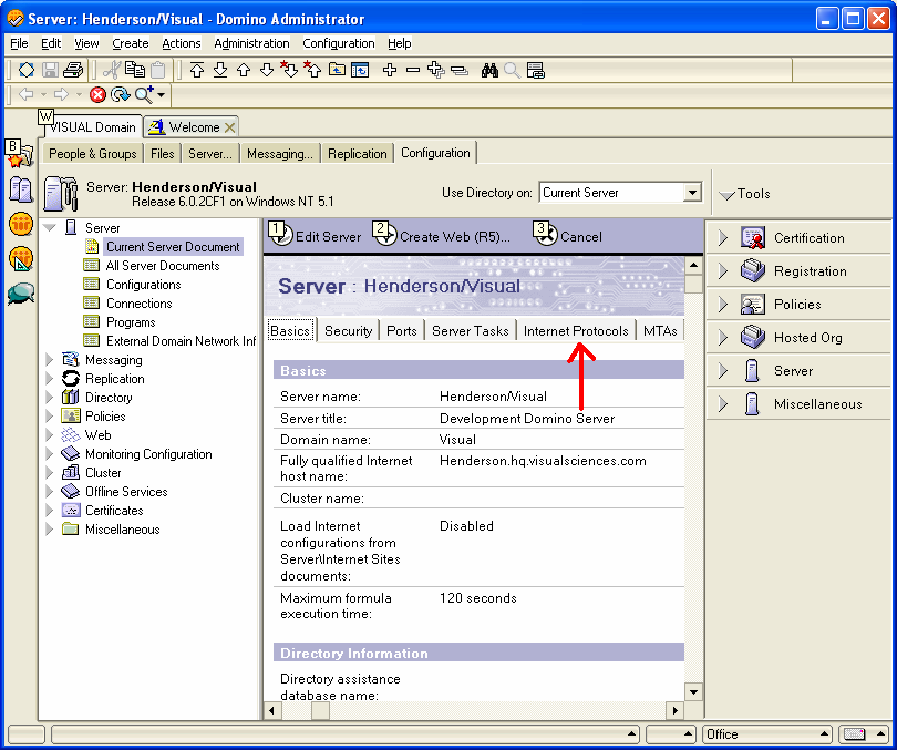 Server: Henderson/Visual - Domino Administrator
File Edit View Create Actions Administration Configuration Help
W
VISUAL Domain Welcome
B
People & Groups Files Server... Messaging... Replication Configuration
Server: Henderson/Visual
Release 6.0.2CF1 on Windows NT 5.1
Use Directory on: Current Server
Tools
Server
Current Server Document
All Server Documents
Configurations
Connections
Programs
External Domain Network Inf
Messaging
Replication
Directory
Policies
Web
Monitoring Configuration
Cluster
Offline Services
Certificates
Miscellaneous
1 Edit Server 2 Create Web (R5)... 3 Cancel
Server : Henderson/Visual
Basics Security Ports Server Tasks Internet Protocols MTAs
Basics
Server name: Henderson/Visual
Server title: Development Domino Server
Domain name: Visual
Fully qualified Internet Henderson.hq.visualsciences.com
host name:
Cluster name:
Load Internet Disabled
configurations from
Server\Internet Sites
documents:
Maximum formula 120 seconds
execution time:
Directory Information
Directory assistance
database name:
Certification
Registration
Policies
Hosted Org
Server
Miscellaneous
Office